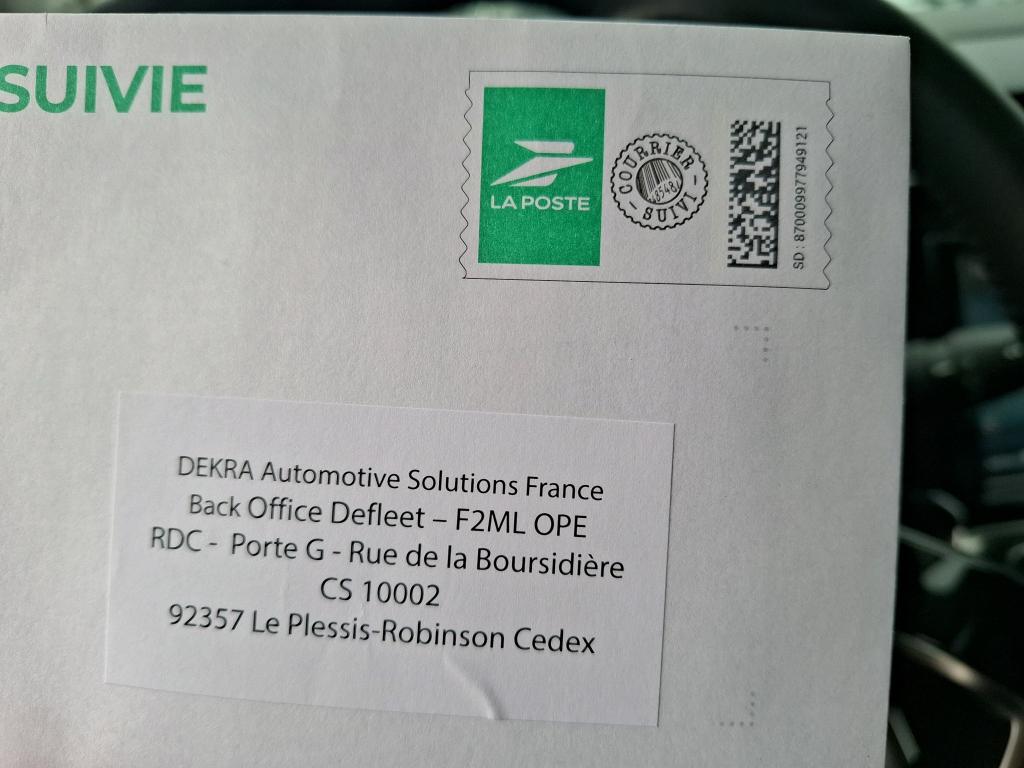 SUIVIE
LA POSTE
COURRIER
SUIVI
SD : 870009977949121
DEKRA Automotive Solutions France
Back Office Defleet – F2ML OPE
RDC - Porte G - Rue de la Boursidière
CS 10002
92357 Le Plessis-Robinson Cedex